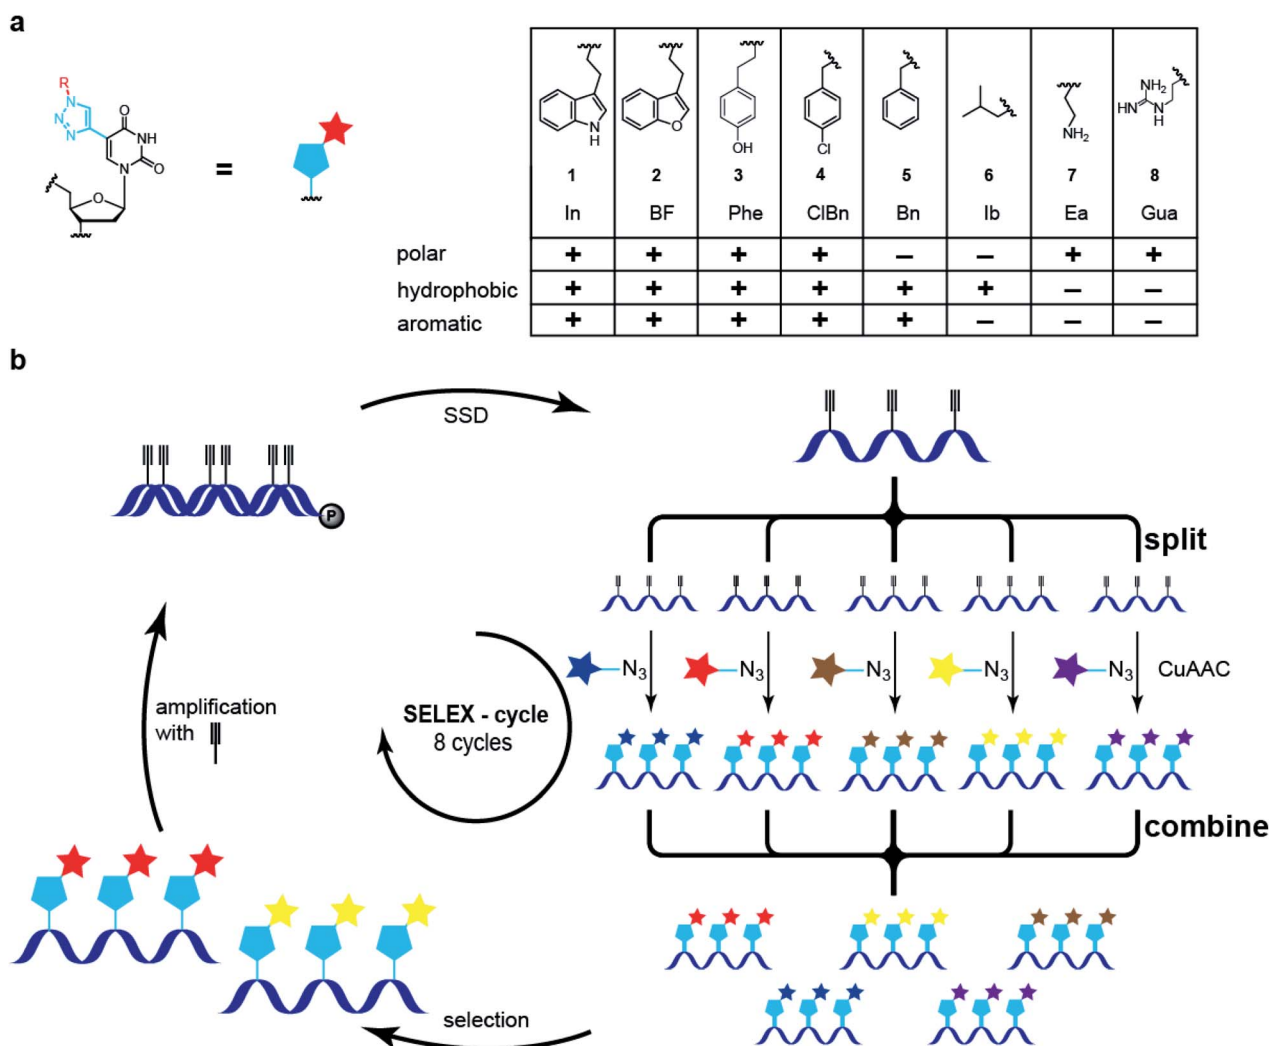 a
R
N
N
N
O
NH
N
O
O
=
N
H
O
OH
Cl
NH2
NH2
HN
N
H
1 2 3 4 5 6 7 8
In BF Phe ClBn Bn Ib Ea Gua
polar + + + + – – + +
hydrophobic + + + + + + – –
aromatic + + + + + – – –
b
SSD
P
split
N3 N3 N3 N3 N3 CuAAC
amplification
with
SELEX - cycle
8 cycles
combine
selection